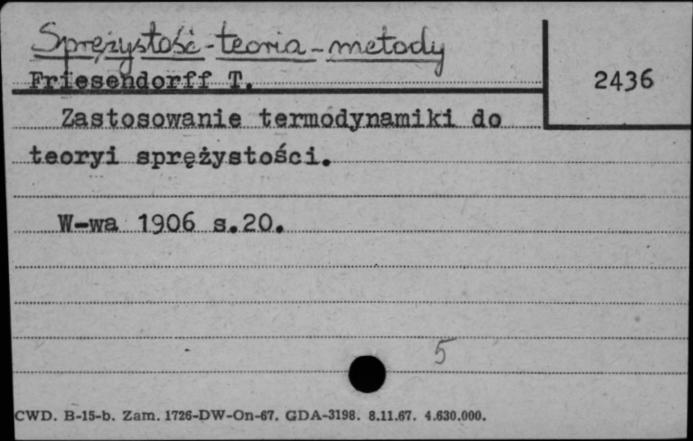 Sprężystość-teoria-metody
Friesendorff T.
2436
Zastosowanie termodynamiki do
teoryi sprężystości.
W-wa 1906 s.20.
5
CWD. B-15-b. Zam. 1726-DW-On-67. GDA-3198. 8.11.67. 4.630.000.